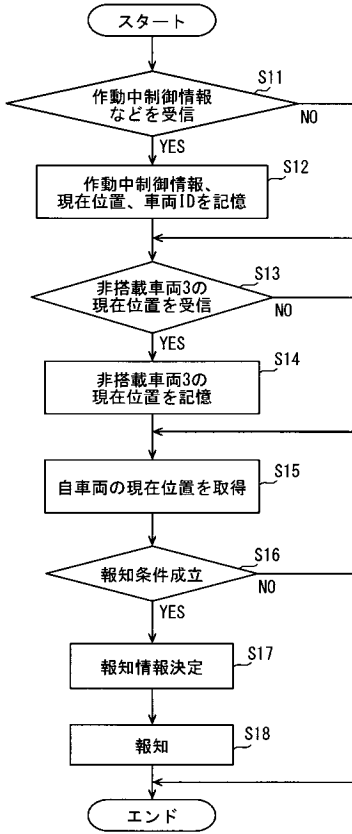 スタート
S11
作動中制御情報
などを受信
NO
YES
S12
作動中制御情報、
現在位置、車両IDを記憶
S13
非搭載車両3の
現在位置を受信
NO
YES
S14
非搭載車両3の
現在位置を記憶
S15
自車両の現在位置を取得
S16
報知条件成立
NO
YES
S17
報知情報決定
S18
報知
エンド